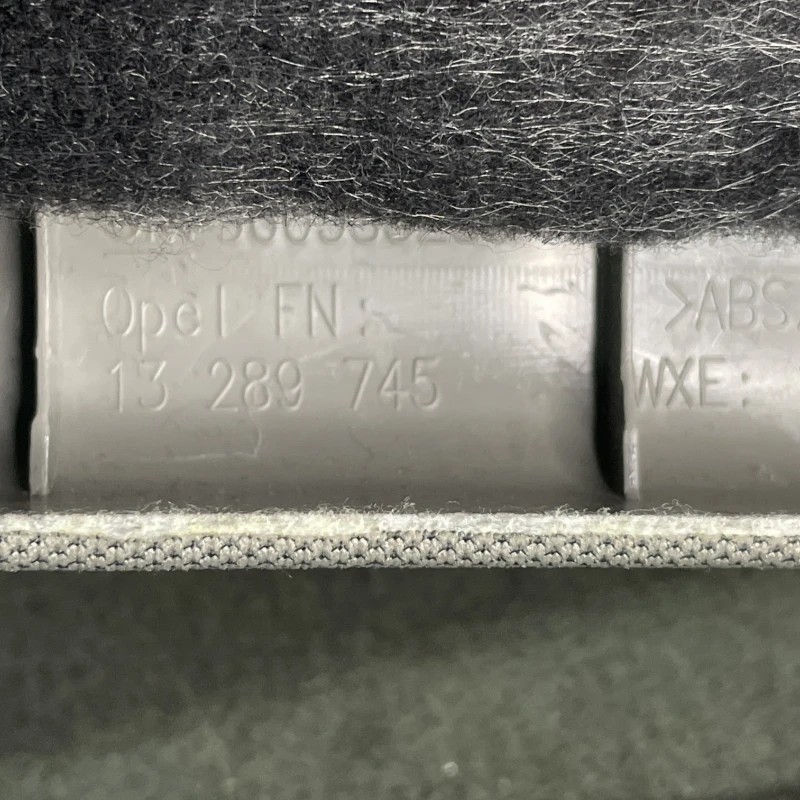 Opel FN:
13 289 745
>ABS
WXE: